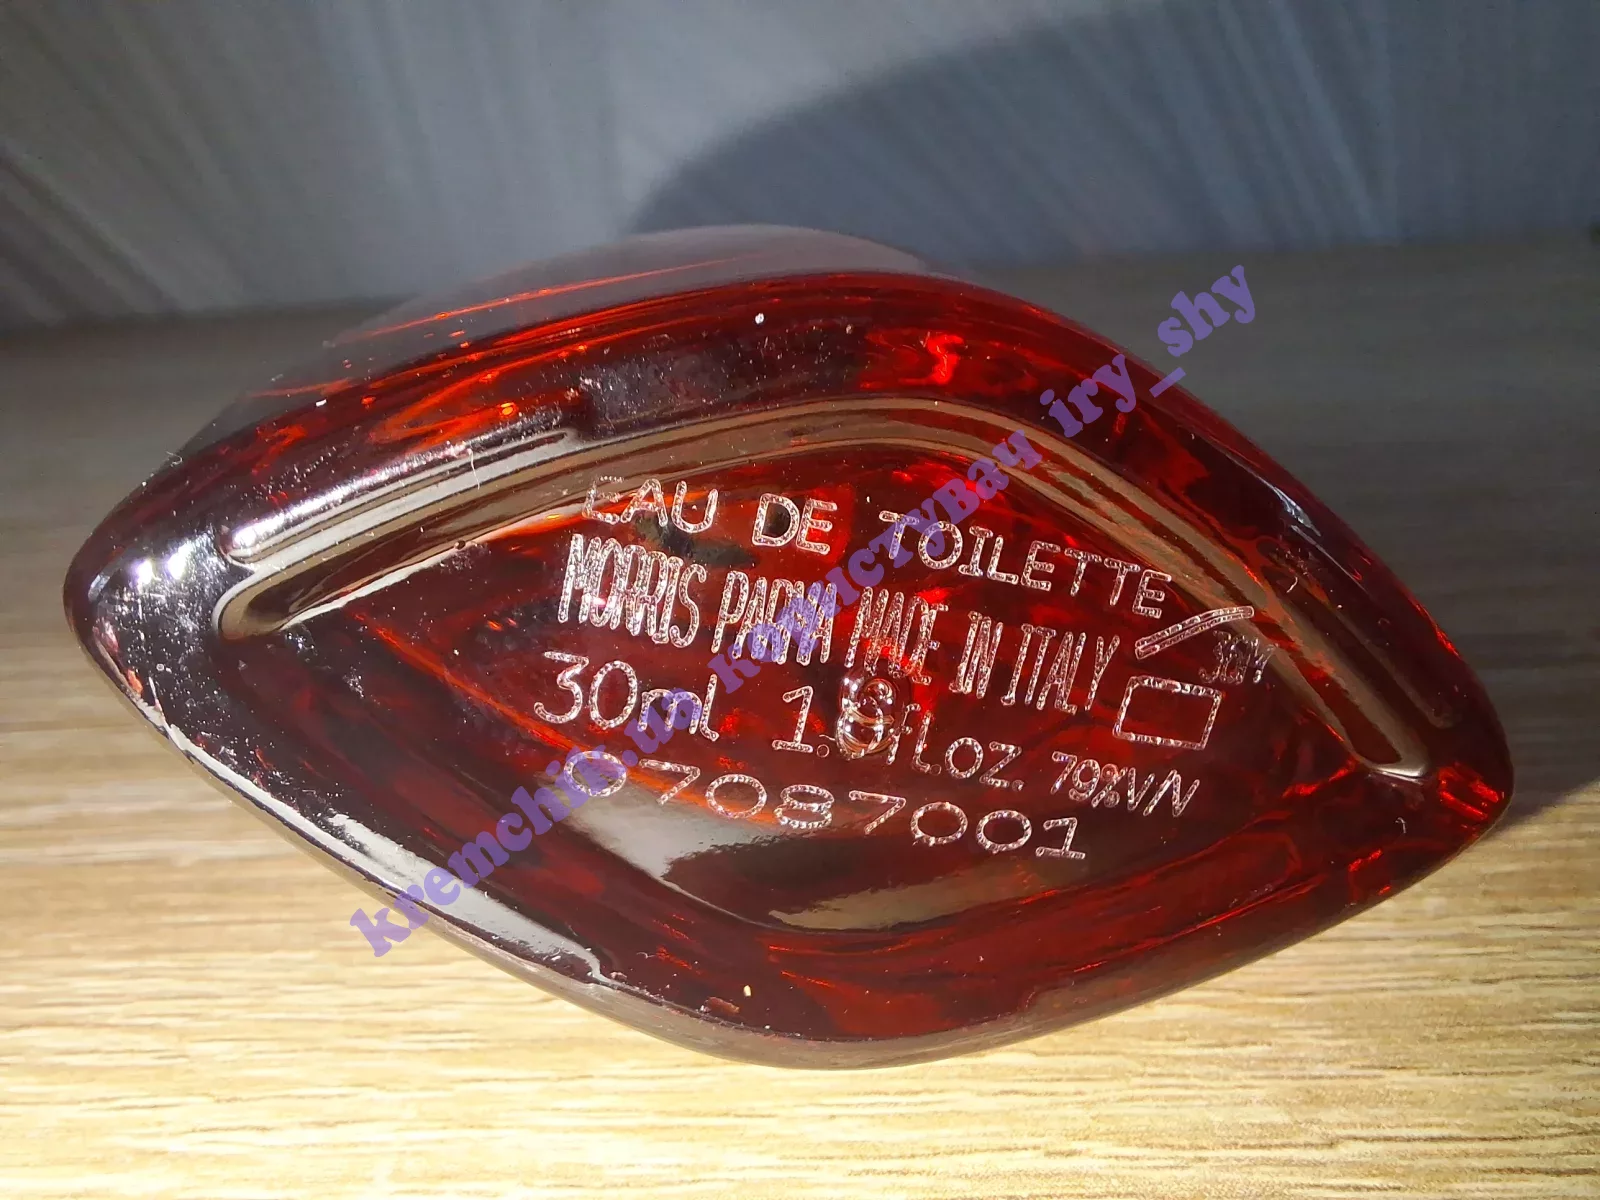 EAU DE TOILETTE
MORRIS PARMA MADE IN ITALY
30ml 1.0 fl.oz. 79%V/V
07087001
kremchik.ua користуВач iry_shy